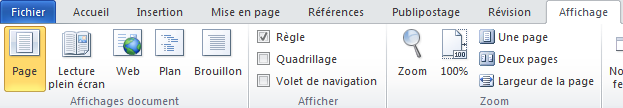 Fichier Accueil Insertion Mise en page Références Publipostage Révision Affichage
Page
Lecture
plein écran
Web
Plan
Brouillon
Affichages document
Règle
Quadrillage
Volet de navigation
Afficher
Zoom
100
100%
Une page
Deux pages
Largeur de la page
Zoom